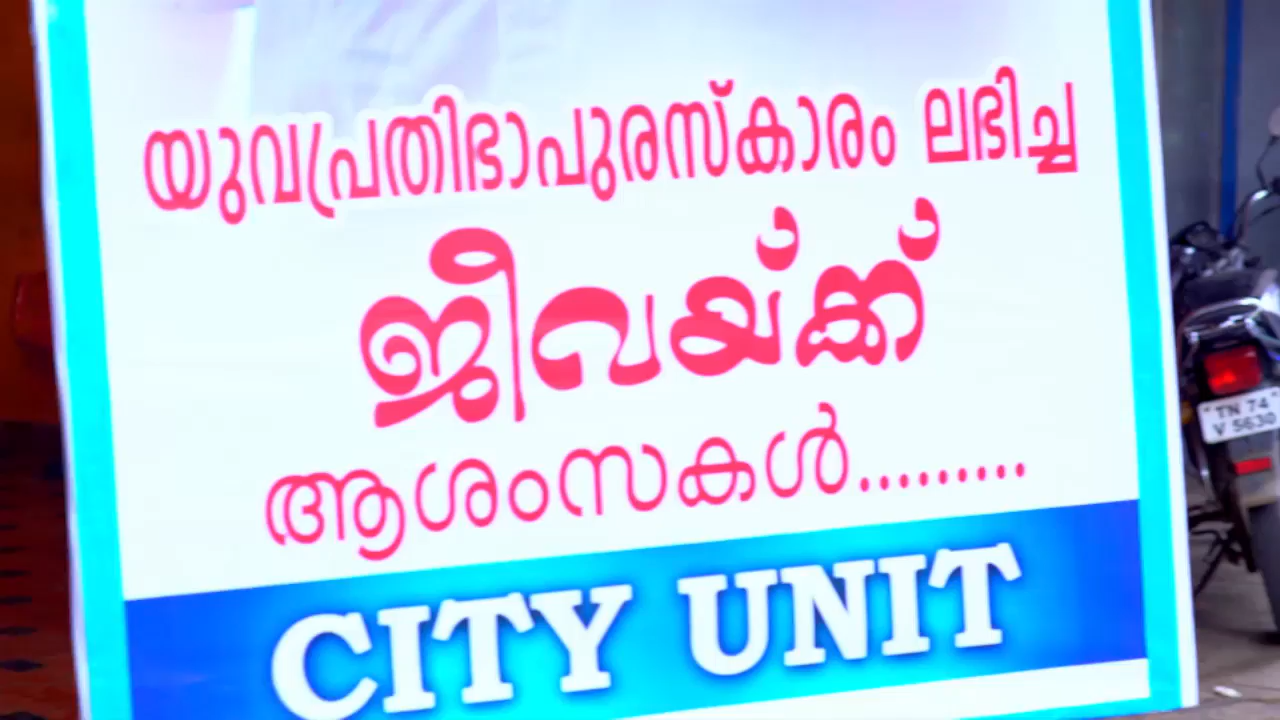 യുവപ്രതിഭാപുരസ്കാരം ലഭിച്ച
ജീവയ്ക്ക്
ആശംസകൾ.........
CITY UNIT
TN 74
V 5630